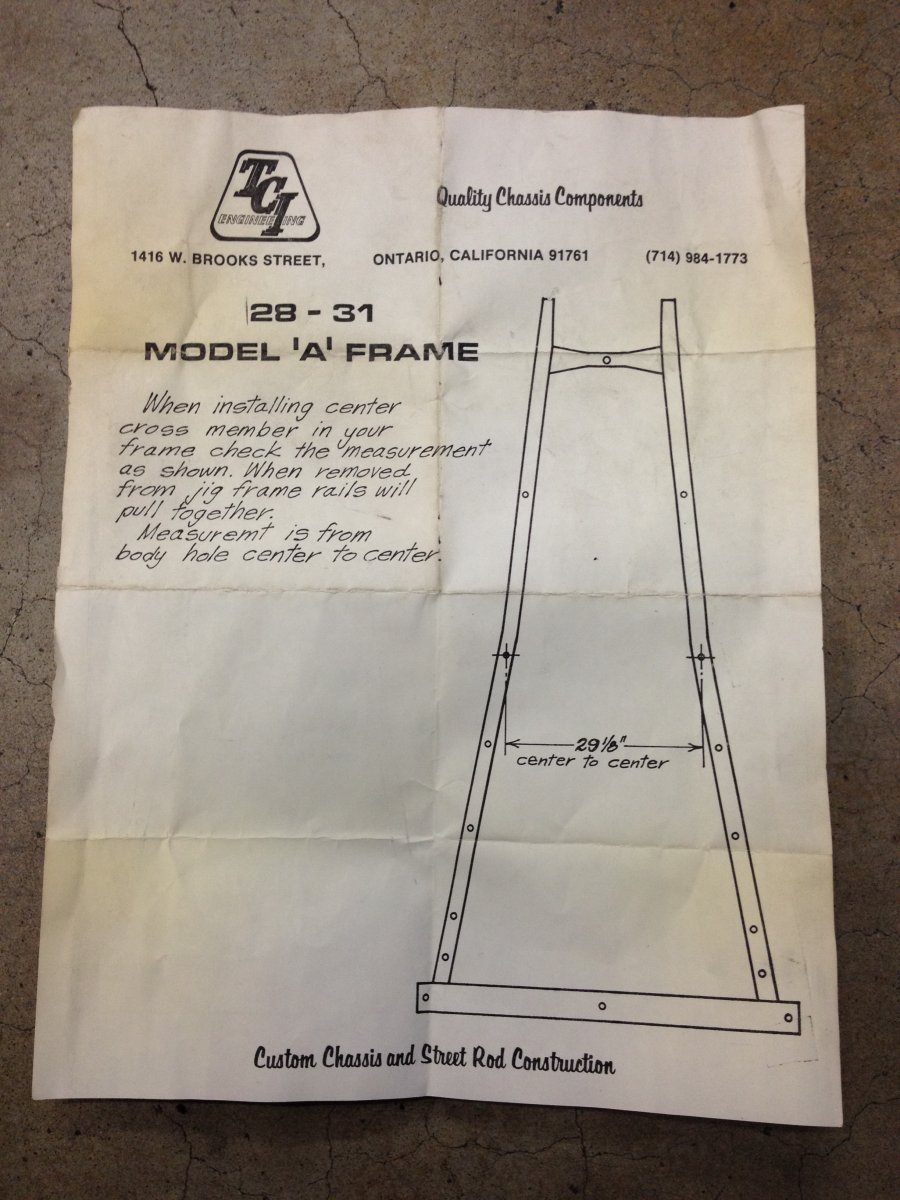 TCI
ENGINEERING
Quality Chassis Components
1416 W. BROOKS STREET, ONTARIO, CALIFORNIA 91761 (714) 984-1773
28 - 31
MODEL 'A' FRAME
When installing center
cross member in your
frame check the measurement
as shown. When removed
from jig frame rails will
pull together.
Measuremt is from
body hole center to center.
29 1/8"
center to center
Custom Chassis and Street Rod Construction